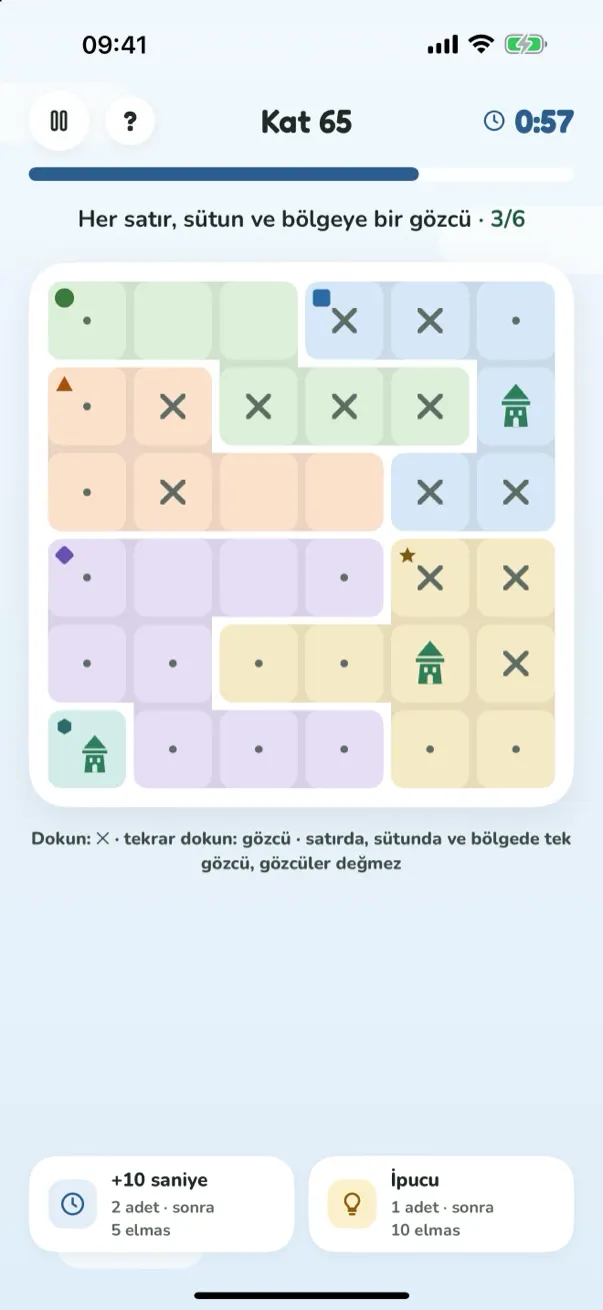 09:41
?
Kat 65
0:57
Her satır, sütun ve bölgeye bir gözcü · 3/6
Dokun: ✕ · tekrar dokun: gözcü · satırda, sütunda ve bölgede tek
gözcü, gözcüler değmez
+10 saniye
2 adet · sonra
5 elmas
İpucu
1 adet · sonra
10 elmas